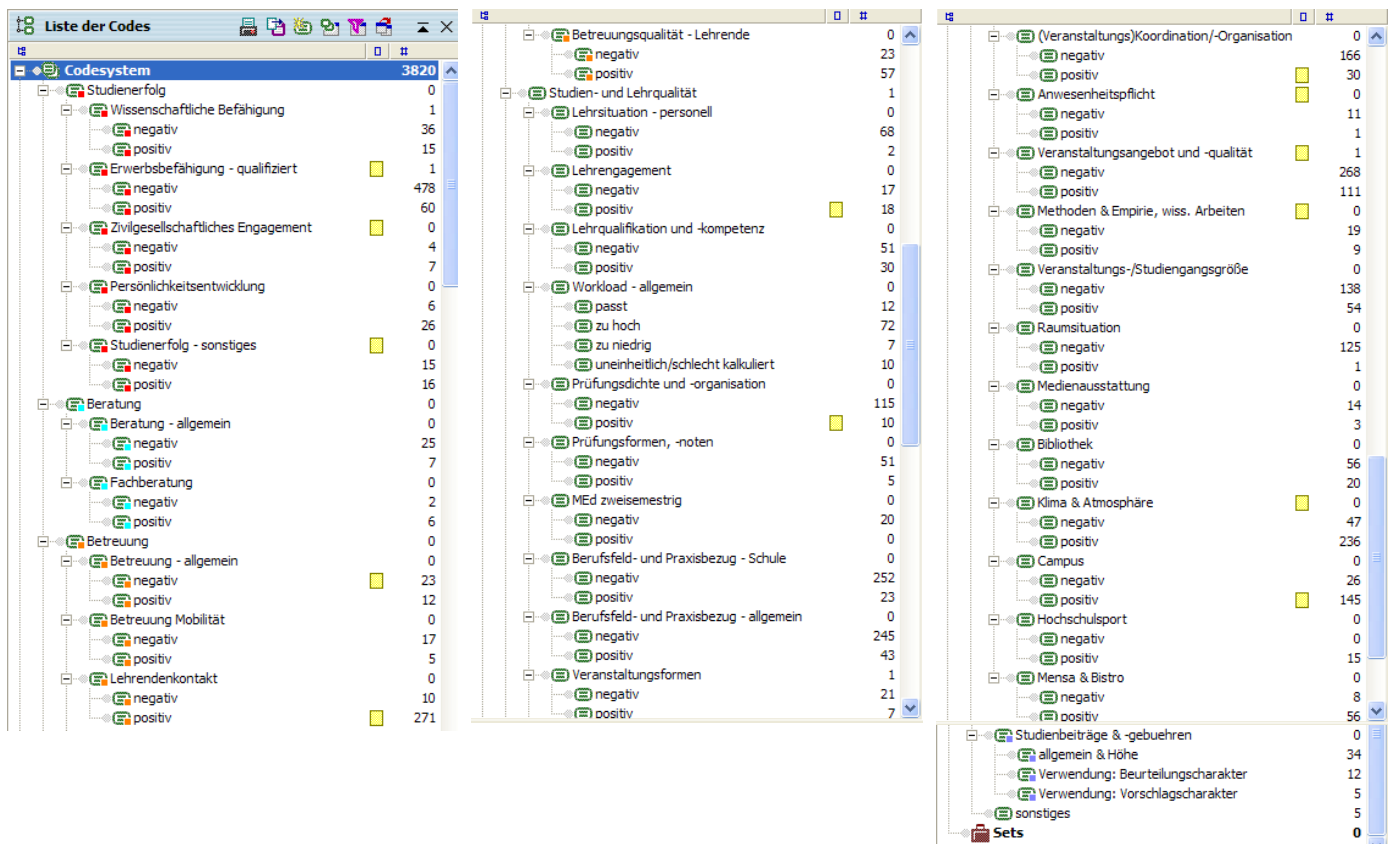 Liste der Codes
#
Codesystem 3820
Studienerfolg 0
Wissenschaftliche Befähigung 1
negativ 36
positiv 15
Erwerbsbefähigung - qualifiziert 1
negativ 478
positiv 60
Zivilgesellschaftliches Engagement 0
negativ 4
positiv 7
Persönlichkeitsentwicklung 0
negativ 6
positiv 26
Studienerfolg - sonstiges 0
negativ 15
positiv 16
Beratung 0
Beratung - allgemein 0
negativ 25
positiv 7
Fachberatung 0
negativ 2
positiv 6
Betreuung 0
Betreuung - allgemein 0
negativ 23
positiv 12
Betreuung Mobilität 0
negativ 17
positiv 5
Lehrendenkontakt 0
negativ 10
positiv 271
#
Betreuungsqualität - Lehrende 0
negativ 23
positiv 57
Studien- und Lehrqualität 1
Lehrsituation - personell 0
negativ 68
positiv 2
Lehrengagement 0
negativ 17
positiv 18
Lehrqualifkation und -kompetenz 0
negativ 51
positiv 30
Workload - allgemein 0
passt 12
zu hoch 72
zu niedrig 7
uneinheitlich/schlecht kalkuliert 10
Prüfungsdichte und -organisation 0
negativ 115
positiv 10
Prüfungsformen, -noten 0
negativ 51
positiv 5
MEd zweisemestrig 0
negativ 20
positiv 0
Berufsfeld- und Praxisbezug - Schule 0
negativ 252
positiv 23
Berufsfeld- und Praxisbezug - allgemein 0
negativ 245
positiv 43
Veranstaltungsformen 1
negativ 21
positiv 7
#
(Veranstaltungs)Koordination/-Organisation 0
negativ 166
positiv 30
Anwesenheitspflicht 0
negativ 11
positiv 1
Veranstaltungsangebot und -qualität 1
negativ 268
positiv 111
Methoden & Empirie, wiss. Arbeiten 0
negativ 19
positiv 9
Veranstaltungs-/Studiengangsgröße 0
negativ 138
positiv 54
Raumsituation 0
negativ 125
positiv 1
Medienausstattung 0
negativ 14
positiv 3
Bibliothek 0
negativ 56
positiv 20
Klima & Atmosphäre 0
negativ 47
positiv 236
Campus 0
negativ 26
positiv 145
Hochschulsport 0
negativ 0
positiv 15
Mensa & Bistro 0
negativ 8
positiv 56
Studienbeiträge & -gebuehren 0
allgemein & Höhe 34
Verwendung: Beurteilungscharakter 12
Verwendung: Vorschlagscharakter 5
sonstiges 5
Sets 0